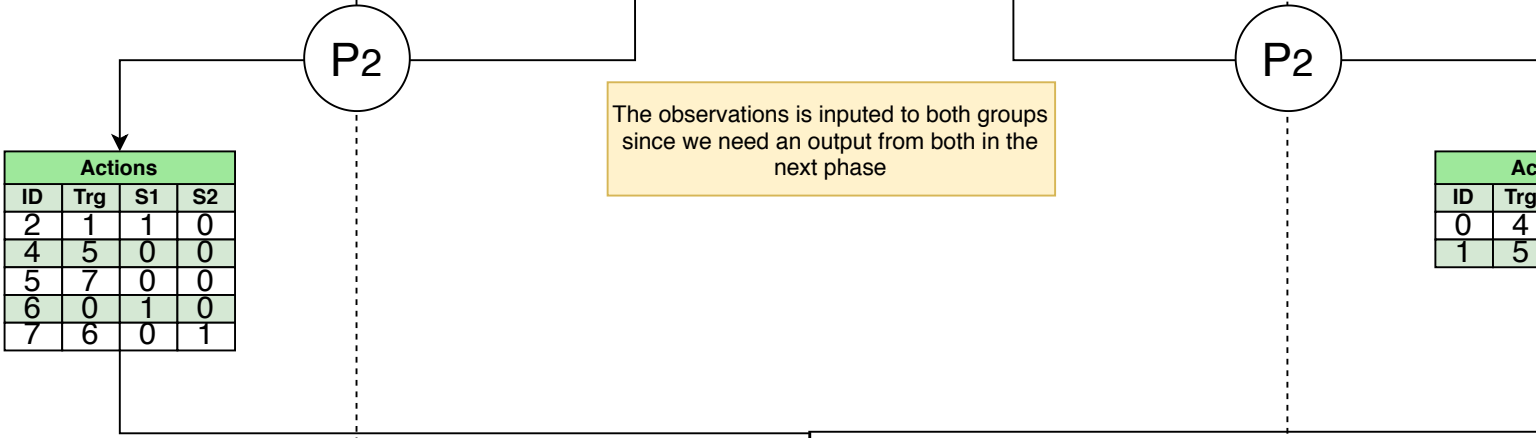 P2
P2
The observations is inputed to both groups
since we need an output from both in the
next phase
Actions
ID Trg S1 S2
2 1 1 0
4 5 0 0
5 7 0 0
6 0 1 0
7 6 0 1
Ac
ID Trg
0 4
1 5